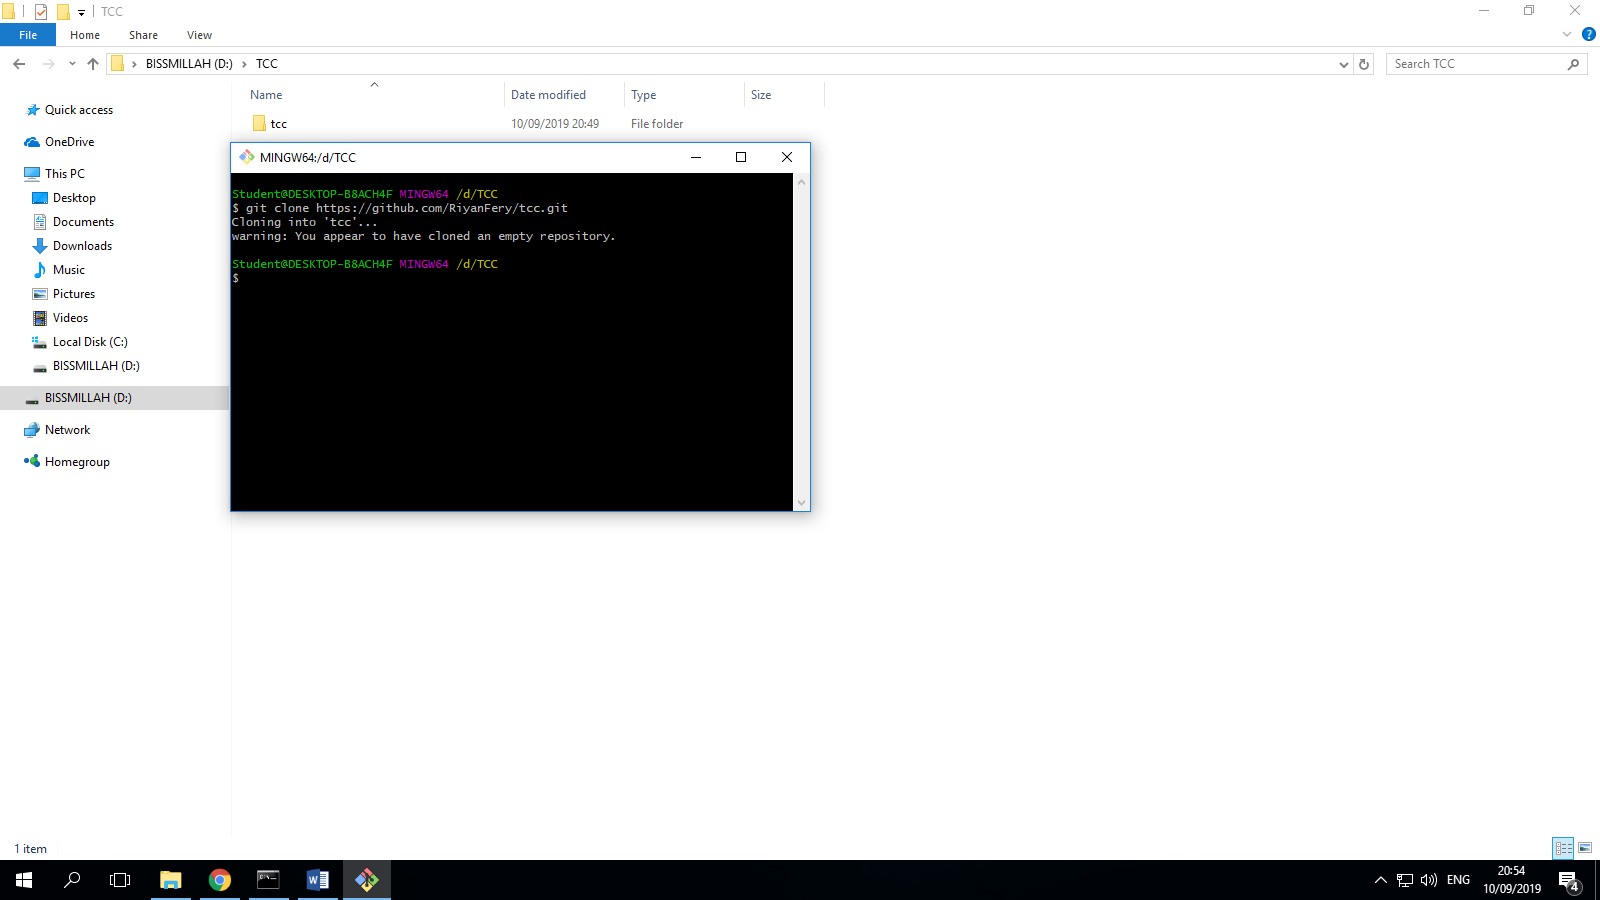 TCC
File Home Share View
BISSMILLAH (D:) TCC
Search TCC
Name Date modified Type Size
tcc 10/09/2019 20:49 File folder
Quick access
OneDrive
This PC
Desktop
Documents
Downloads
Music
Pictures
Videos
Local Disk (C:)
BISSMILLAH (D:)
BISSMILLAH (D:)
Network
Homegroup
MINGW64:/d/TCC
Student@DESKTOP-B8ACH4F MINGW64 /d/TCC
$ git clone https://github.com/RiyanFery/tcc.git
Cloning into 'tcc'...
warning: You appear to have cloned an empty repository.
Student@DESKTOP-B8ACH4F MINGW64 /d/TCC
$
1 item
ENG
20:54
10/09/2019
4